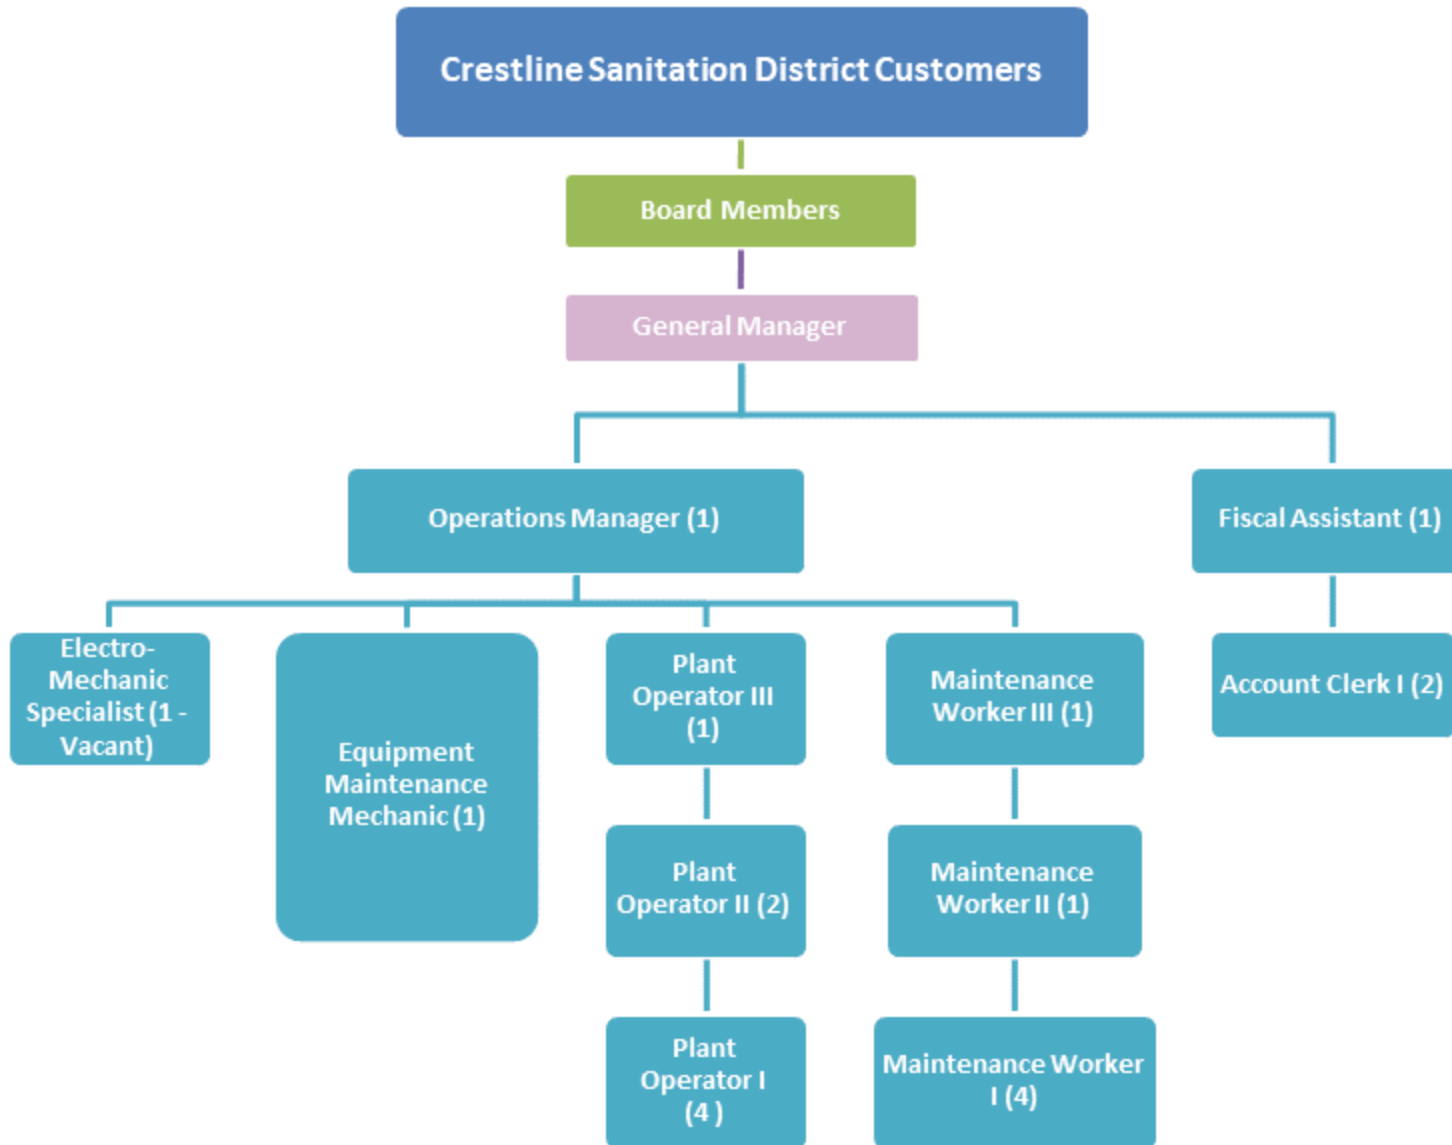 Crestline Sanitation District Customers
Board Members
General Manager
Operations Manager (1)
Fiscal Assistant (1)
Electro-
Mechanic
Specialist (1 -
Vacant)
Equipment
Maintenance
Mechanic (1)
Plant
Operator III
(1)
Maintenance
Worker III (1)
Account Clerk I (2)
Plant
Operator II (2)
Maintenance
Worker II (1)
Plant
Operator I
(4 )
Maintenance Worker
I (4)